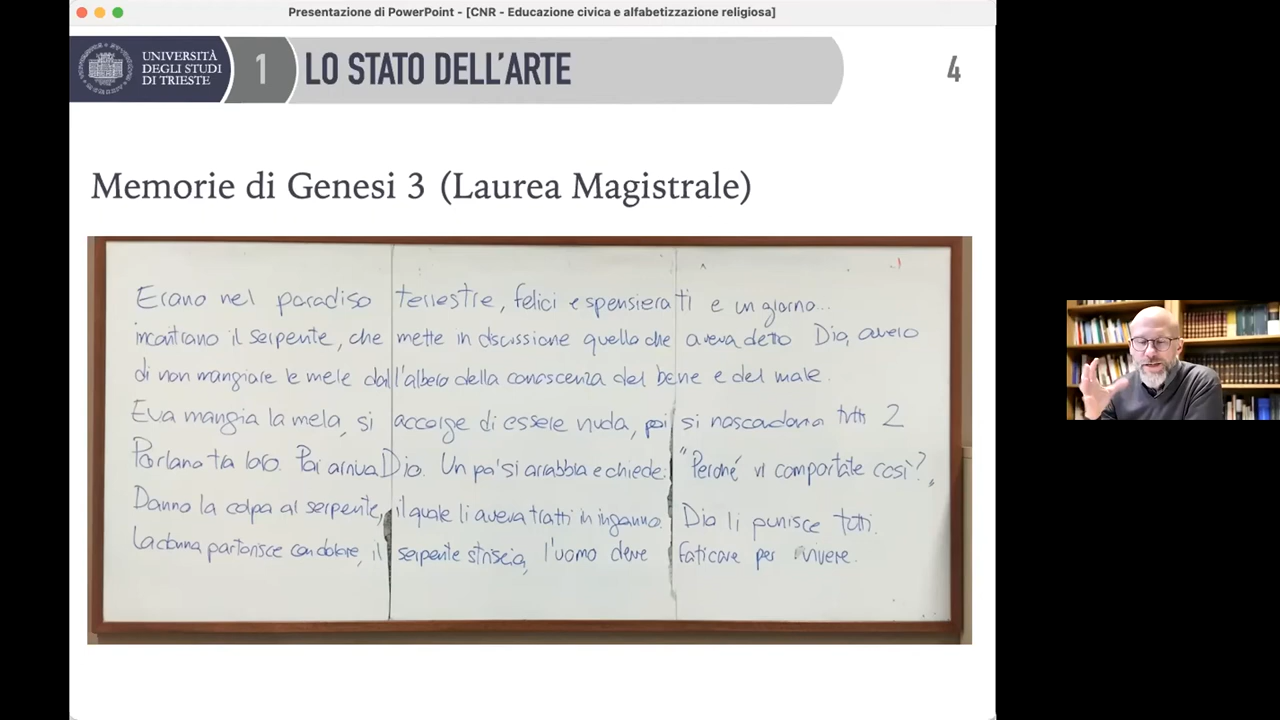 Presentazione di PowerPoint - [CNR - Educazione civica e alfabetizzazione religiosa]
UNIVERSITÀ
DEGLI STUDI
DI TRIESTE
1
LO STATO DELL'ARTE
4
Memorie di Genesi 3 (Laurea Magistrale)
Erano nel paradiso terrestre, felici e spensierati e un giorno...
incontrano il serpente, che mette in discussione quello che aveva detto Dio, avvero
di non mangiare le mele dall'albero della conoscenza del bene e del male.
Eva mangia la mela, si accorge di essere nuda, poi si nascondono tutti 2
Parlano tra loro. Poi arriva Dio. Un po' si arrabbia e chiede: "Perché vi comportate così?"
Danno la colpa al serpente, il quale li aveva tratti in inganno. Dio li punisce tutti.
La donna partorisce con dolore, il serpente striscia, l'uomo deve faticare per vivere.